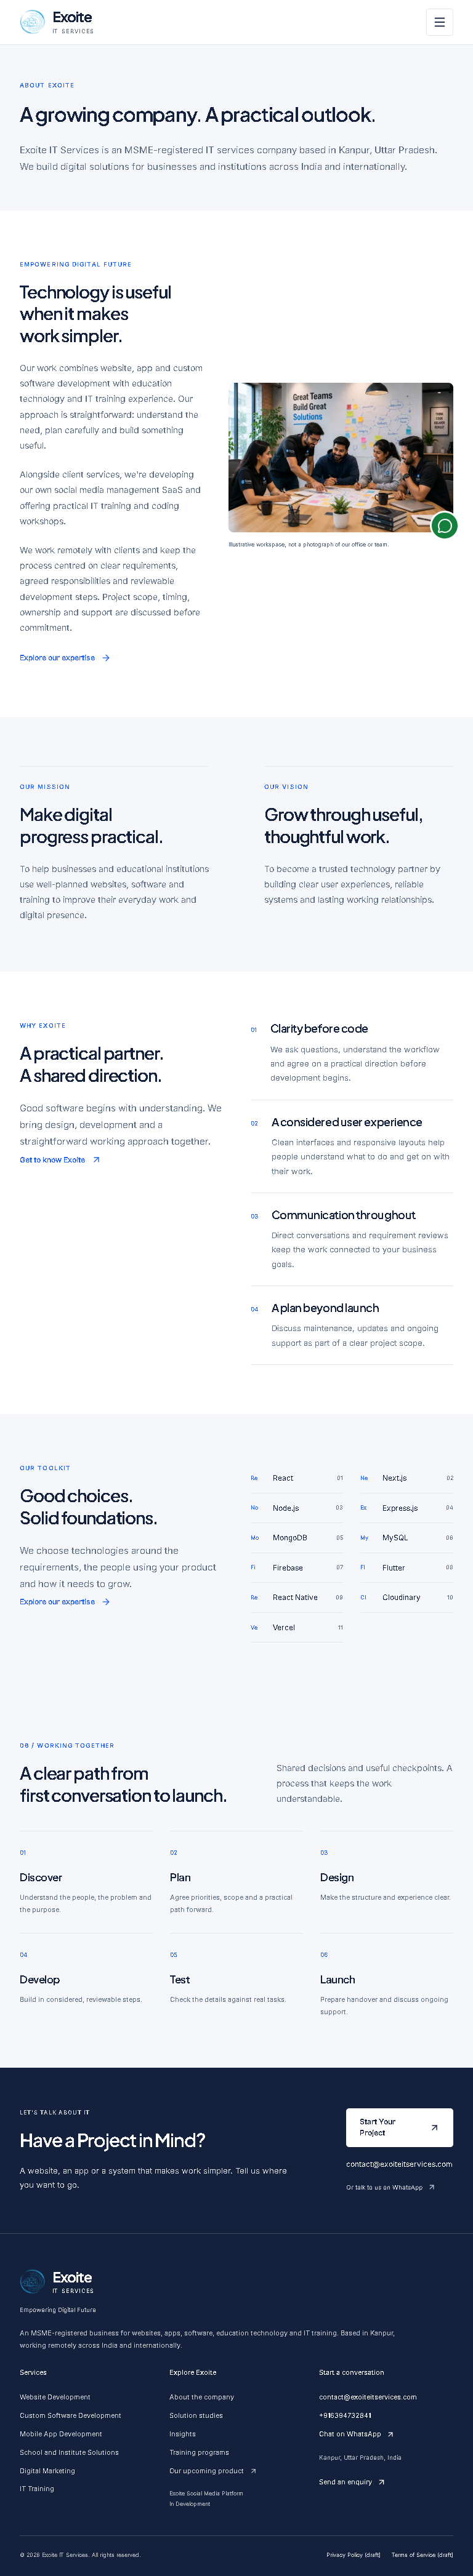 Exoite
IT SERVICES
ABOUT EXOITE
A growing company. A practical outlook.
Exoite IT Services is an MSME-registered IT services company based in Kanpur, Uttar Pradesh.
We build digital solutions for businesses and institutions across India and internationally.
EMPOWERING DIGITAL FUTURE
Technology is useful
when it makes
work simpler.
Our work combines website, app and custom
software development with education
technology and IT training experience. Our
approach is straightforward: understand the
need, plan carefully and build something
useful.
Alongside client services, we're developing
our own social media management SaaS and
offering practical IT training and coding
workshops.
We work remotely with clients and keep the
process centred on clear requirements,
agreed responsibilities and reviewable
development steps. Project scope, timing,
ownership and support are discussed before
commitment.
Explore our expertise
Great Teams
Build Great
Solutions
Illustrative workspace, not a photograph of our office or team.
OUR MISSION
Make digital
progress practical.
To help businesses and educational institutions
use well-planned websites, software and
training to improve their everyday work and
digital presence.
OUR VISION
Grow through useful,
thoughtful work.
To become a trusted technology partner by
building clear user experiences, reliable
systems and lasting working relationships.
WHY EXOITE
A practical partner.
A shared direction.
Good software begins with understanding. We
bring design, development and a
straightforward working approach together.
Get to know Exoite
01 Clarity before code
We ask questions, understand the workflow
and agree on a practical direction before
development begins.
02 A considered user experience
Clean interfaces and responsive layouts help
people understand what to do and get on with
their work.
03 Communication throughout
Direct conversations and requirement reviews
keep the work connected to your business
goals.
04 A plan beyond launch
Discuss maintenance, updates and ongoing
support as part of a clear project scope.
OUR TOOLKIT
Good choices.
Solid foundations.
We choose technologies around the
requirements, the people using your product
and how it needs to grow.
Explore our expertise
Re React 01
Ne Next.js 02
No Node.js 03
Ex Express.js 04
Mo MongoDB 05
My MySQL 06
Fi Firebase 07
Fl Flutter 08
Re React Native 09
Cl Cloudinary 10
Ve Vercel 11
06 / WORKING TOGETHER
A clear path from
first conversation to launch.
Shared decisions and useful checkpoints. A
process that keeps the work
understandable.
01
Discover
Understand the people, the problem and
the purpose.
02
Plan
Agree priorities, scope and a practical
path forward.
03
Design
Make the structure and experience clear.
04
Develop
Build in considered, reviewable steps.
05
Test
Check the details against real tasks.
06
Launch
Prepare handover and discuss ongoing
support.
LET'S TALK ABOUT IT
Have a Project in Mind?
A website, an app or a system that makes work simpler. Tell us where
you want to go.
Start Your
Project
contact@exoiteitservices.com
Or talk to us on WhatsApp
Exoite
IT SERVICES
Empowering Digital Future
An MSME-registered business for websites, apps, software, education technology and IT training. Based in Kanpur,
working remotely across India and internationally.
Services
Website Development
Custom Software Development
Mobile App Development
School and Institute Solutions
Digital Marketing
IT Training
Explore Exoite
About the company
Solution studies
Insights
Training programs
Our upcoming product
Exoite Social Media Platform
In Development
Start a conversation
contact@exoiteitservices.com
+916394732841
Chat on WhatsApp
Kanpur, Uttar Pradesh, India
Send an enquiry
© 2026 Exoite IT Services. All rights reserved.
Privacy Policy (draft)
Terms of Service (draft)